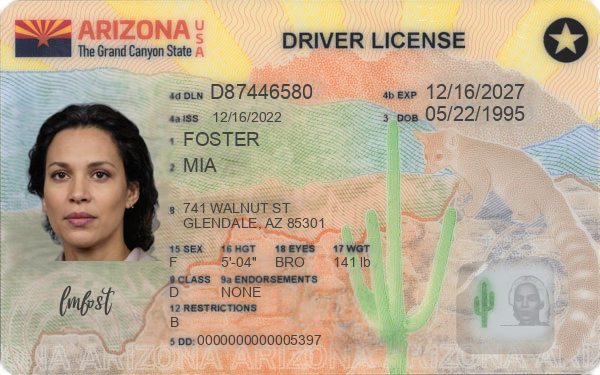 ARIZONA USA
The Grand Canyon State
DRIVER LICENSE
4d DLN D87446580
4b EXP 12/16/2027
4a ISS 12/16/2022
3 DOB 05/22/1995
1 FOSTER
2 MIA
8 741 WALNUT ST
GLENDALE, AZ 85301
15 SEX 16 HGT 18 EYES 17 WGT
F 5'-04" BRO 141 lb
9 CLASS 9a ENDORSEMENTS
D NONE
12 RESTRICTIONS
B
5 DD: 0000000000005397
ARIZONA ARIZONA ARIZONA ARIZONA